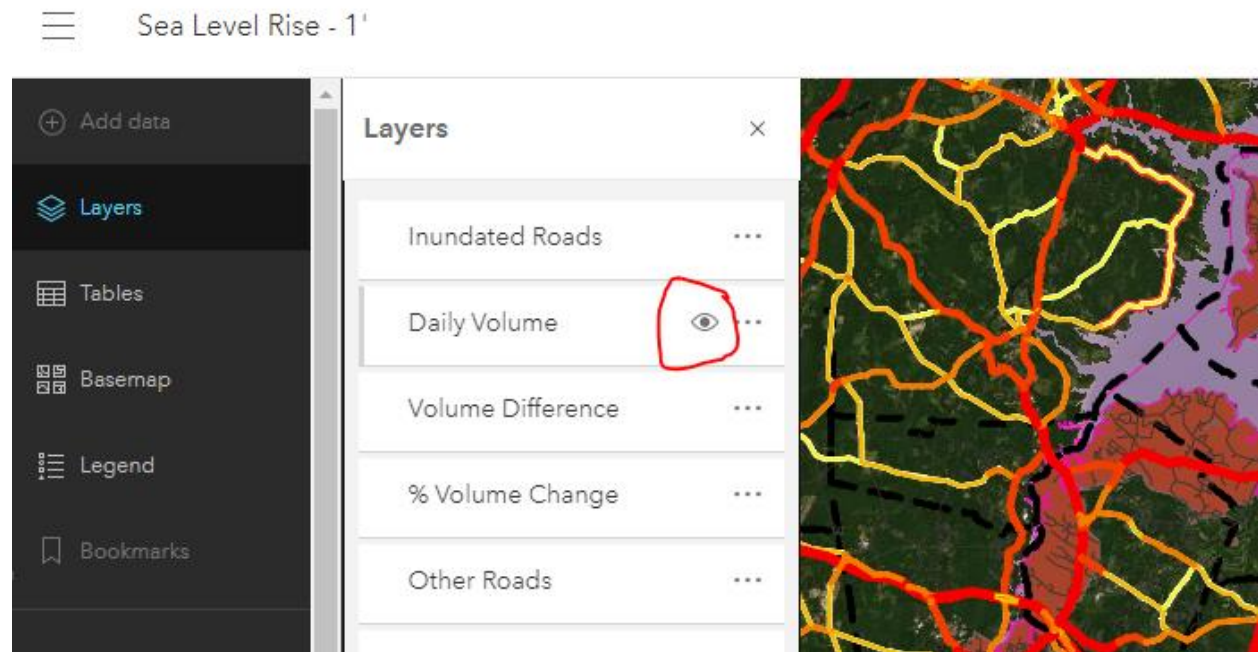 Sea Level Rise - 1'
Add data
Layers
Tables
Basemap
Legend
Bookmarks
Layers
Inundated Roads
Daily Volume
Volume Difference
% Volume Change
Other Roads